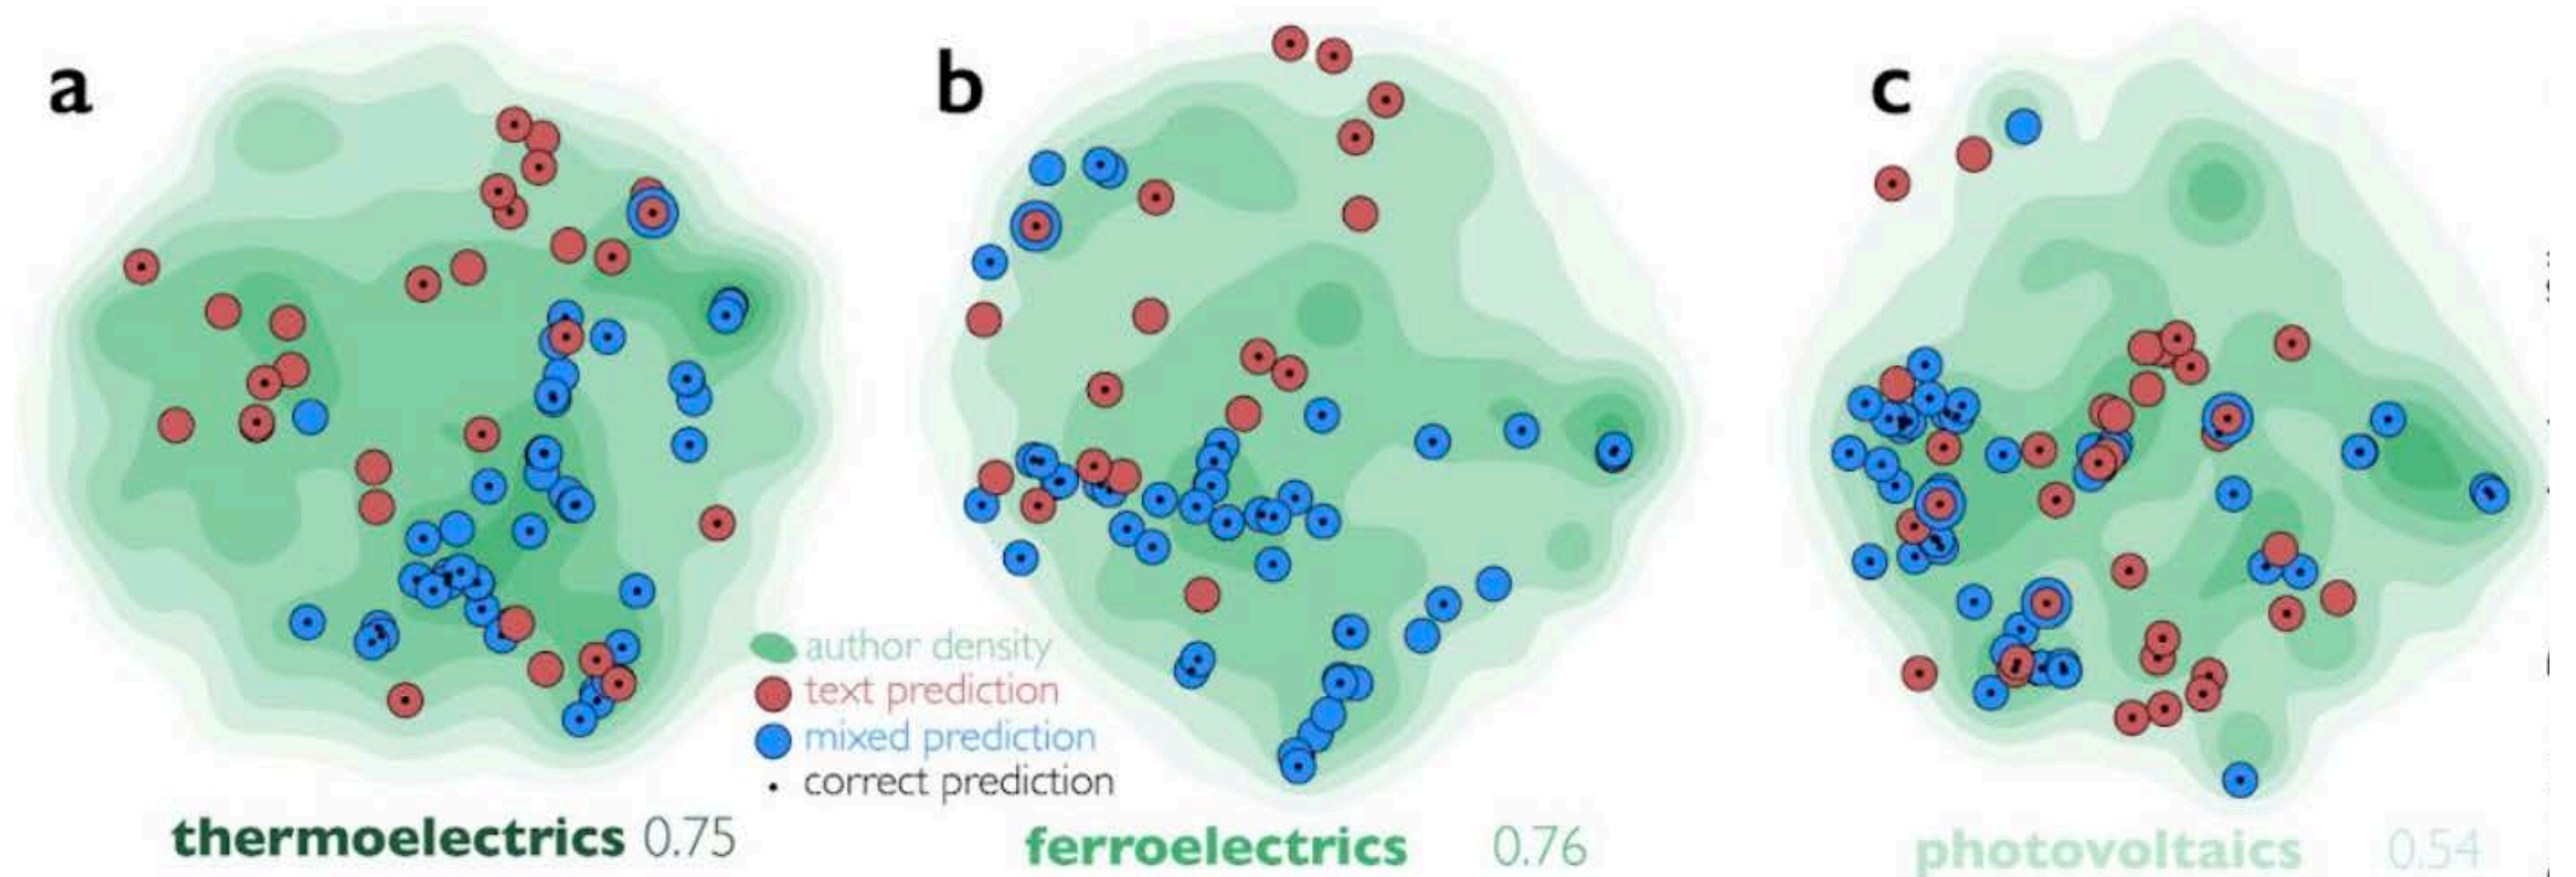 a
b
c
author density
text prediction
mixed prediction
correct prediction
thermoelectrics 0.75
ferroelectrics 0.76
photovoltaics 0.54